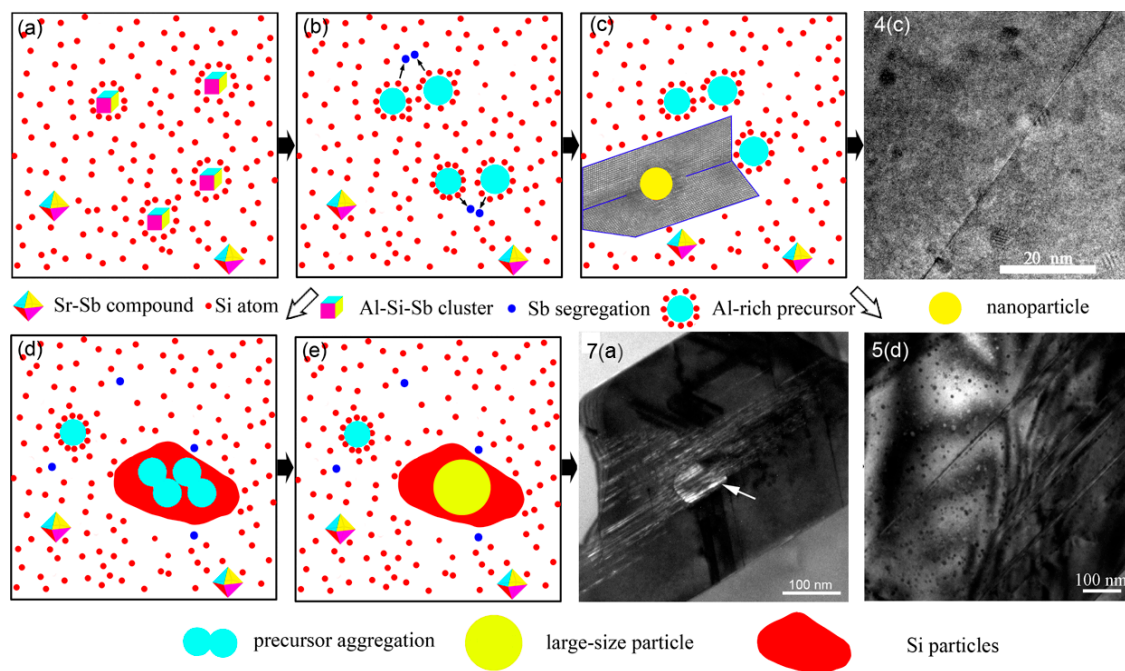 (a)
(b)
(c)
4(c)
20 nm
Sr-Sb compound
Si atom
Al-Si-Sb cluster
Sb segregation
Al-rich precursor
nanoparticle
(d)
(e)
7(a)
5(d)
100 nm
100 nm
precursor aggregation
large-size particle
Si particles